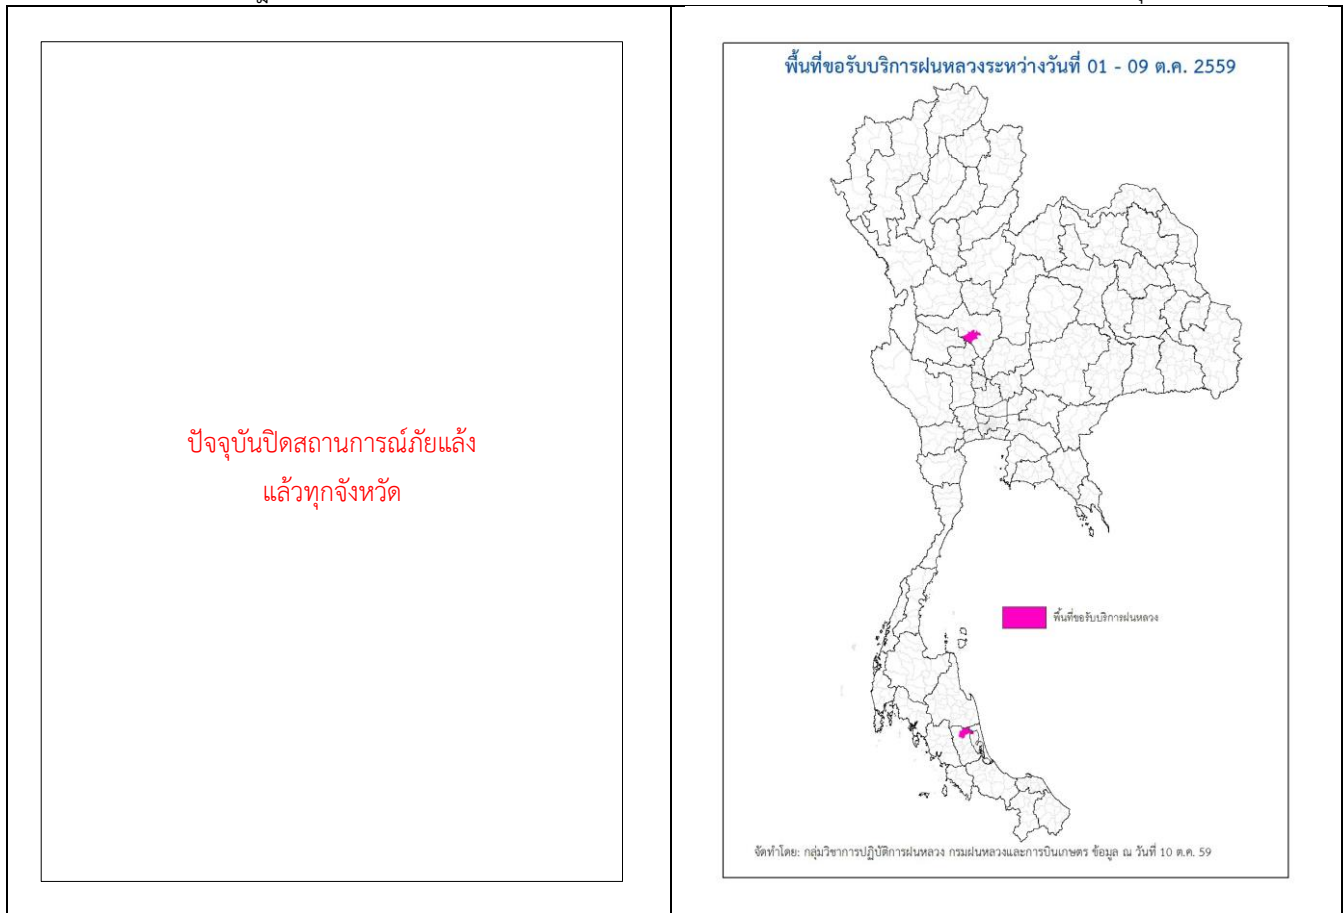 ปัจจุบันปิดสถานการณ์ภัยแล้ง
แล้วทุกจังหวัด
พื้นที่ขอรับบริการฝนหลวงระหว่างวันที่ 01 - 09 ต.ค. 2559
พื้นที่ขอรับบริการฝนหลวง
จัดทำโดย: กลุ่มวิชาการปฏิบัติการฝนหลวง กรมฝนหลวงและการบินเกษตร ข้อมูล ณ วันที่ 10 ต.ค. 59